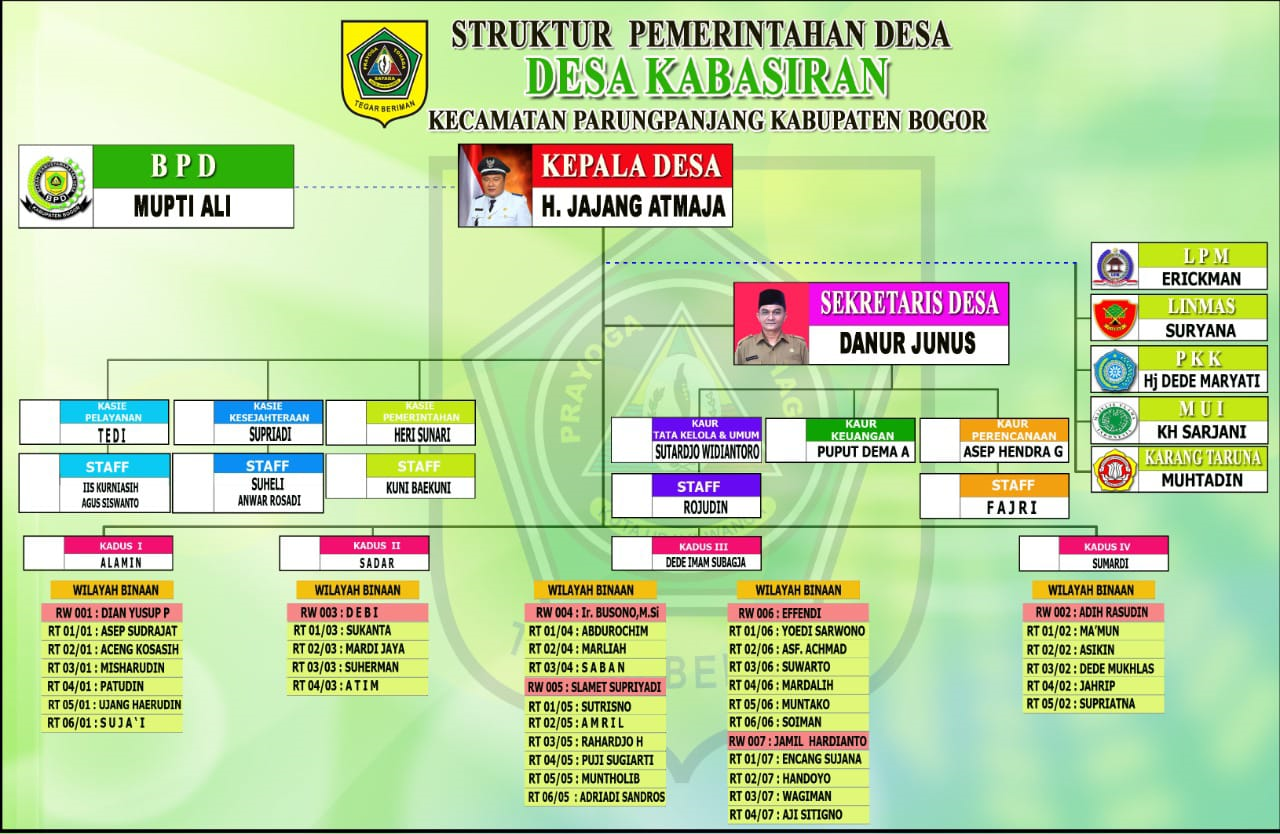 STRUKTUR PEMERINTAHAN DESA
DESA KABASIRAN
KECAMATAN PARUNGPANJANG KABUPATEN BOGOR
PRAYOGA TOHAGA
SAYAGA
TEGAR BERIMAN
B P D
MUPTI ALI
BPD
KABUPATEN BOGOR
KEPALA DESA
H. JAJANG ATMAJA
SEKRETARIS DESA
DANUR JUNUS
L P M
ERICKMAN
LINMAS
SURYANA
P K K
Hj DEDE MARYATI
M U I
KH SARJANI
KARANG TARUNA
MUHTADIN
KASIE
PELAYANAN
T E D I
STAFF
IIS KURNIASIH
AGUS SISWANTO
KASIE
KESEJAHTERAAN
SUPRIADI
STAFF
SUHELI
ANWAR ROSADI
KASIE
PEMERINTAHAN
HERI SUNARI
STAFF
KUNI BAEKUNI
KAUR
TATA KELOLA & UMUM
SUTARDJO WIDIANTORO
STAFF
ROJUDIN
KAUR
KEUANGAN
PUPUT DEMA A
KAUR
PERENCANAAN
ASEP HENDRA G
STAFF
F A J R I
KADUS I
A L A M I N
WILAYAH BINAAN
RW 001 : DIAN YUSUP P
RT 01/01 : ASEP SUDRAJAT
RT 02/01 : ACENG KOSASIH
RT 03/01 : MISHARUDIN
RT 04/01 : PATUDIN
RT 05/01 : UJANG HAERUDIN
RT 06/01 : S U J A ' I
KADUS II
S A D A R
WILAYAH BINAAN
RW 003 : D E B I
RT 01/03 : SUKANTA
RT 02/03 : MARDI JAYA
RT 03/03 : SUHERMAN
RT 04/03 : A T I M
KADUS III
DEDE IMAM SUBAGJA
WILAYAH BINAAN
RW 004 : Ir. BUSONO,M.Si
RT 01/04 : ABDUROCHIM
RT 02/04 : MARLIAH
RT 03/04 : S A B A N
RW 005 : SLAMET SUPRIYADI
RT 01/05 : SUTRISNO
RT 02/05 : A M R I L
RT 03/05 : RAHARDJO H
RT 04/05 : PUJI SUGIARTI
RT 05/05 : MUNTHOLIB
RT 06/05 : ADRIADI SANDROS
WILAYAH BINAAN
RW 006 : EFFENDI
RT 01/06 : YOEDI SARWONO
RT 02/06 : ASF. ACHMAD
RT 03/06 : SUWARTO
RT 04/06 : MARDALIH
RT 05/06 : MUNTAKO
RT 06/06 : SOIMAN
RW 007 : JAMIL HARDIANTO
RT 01/07 : ENCANG SUJANA
RT 02/07 : HANDOYO
RT 03/07 : WAGIMAN
RT 04/07 : AJI SITIGNO
KADUS IV
SUMARDI
WILAYAH BINAAN
RW 002 : ADIH RASUDIN
RT 01/02 : MA'MUN
RT 02/02 : ASIKIN
RT 03/02 : DEDE MUKHLAS
RT 04/02 : JAHRIP
RT 05/02 : SUPRIATNA